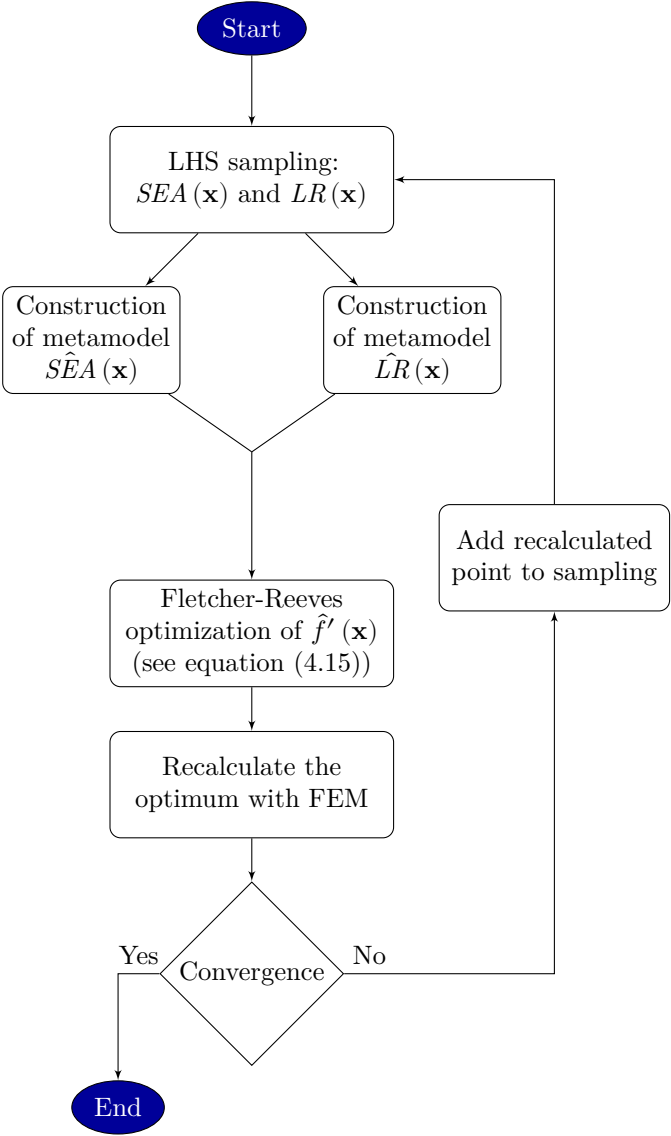 Start
LHS sampling:
SEA (x) and LR (x)
Construction
of metamodel
SÊA (x)
Construction
of metamodel
L̂R (x)
Add recalculated
point to sampling
Fletcher-Reeves
optimization of f̂ ′ (x)
(see equation (4.15))
Recalculate the
optimum with FEM
Yes
Convergence
No
End